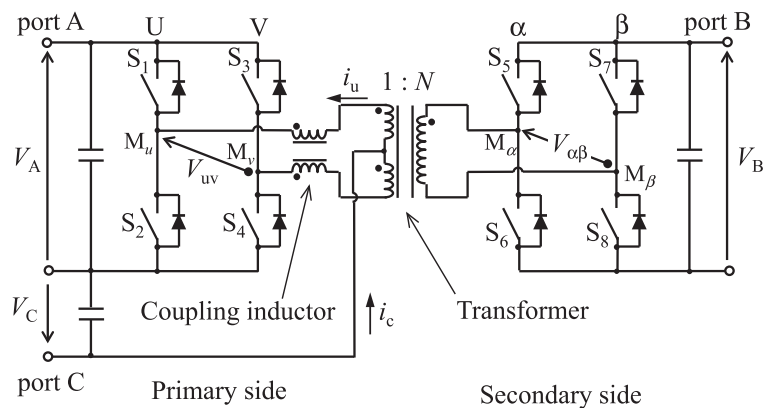 port A
U
V
α
β
port B
S1
S3
iu
1 : N
S5
S7
VA
Mu
Mv
Vuv
Mα
Vαβ
Mβ
VB
S2
S4
S6
S8
VC
Coupling inductor
ic
Transformer
port C
Primary side
Secondary side